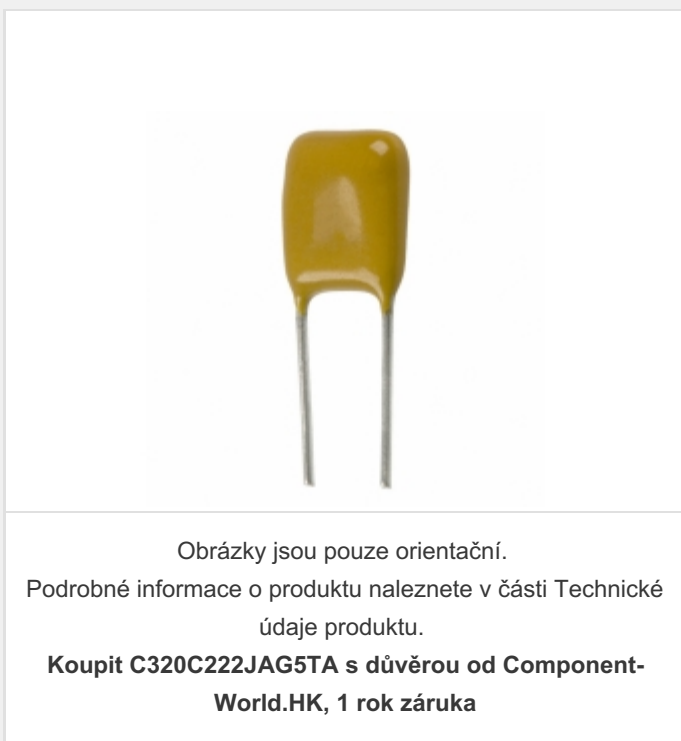 Obrázky jsou pouze orientační.
Podrobné informace o produktu naleznete v části Technické
údaje produktu.
Koupit C320C222JAG5TA s důvěrou od Component-
World.HK, 1 rok záruka